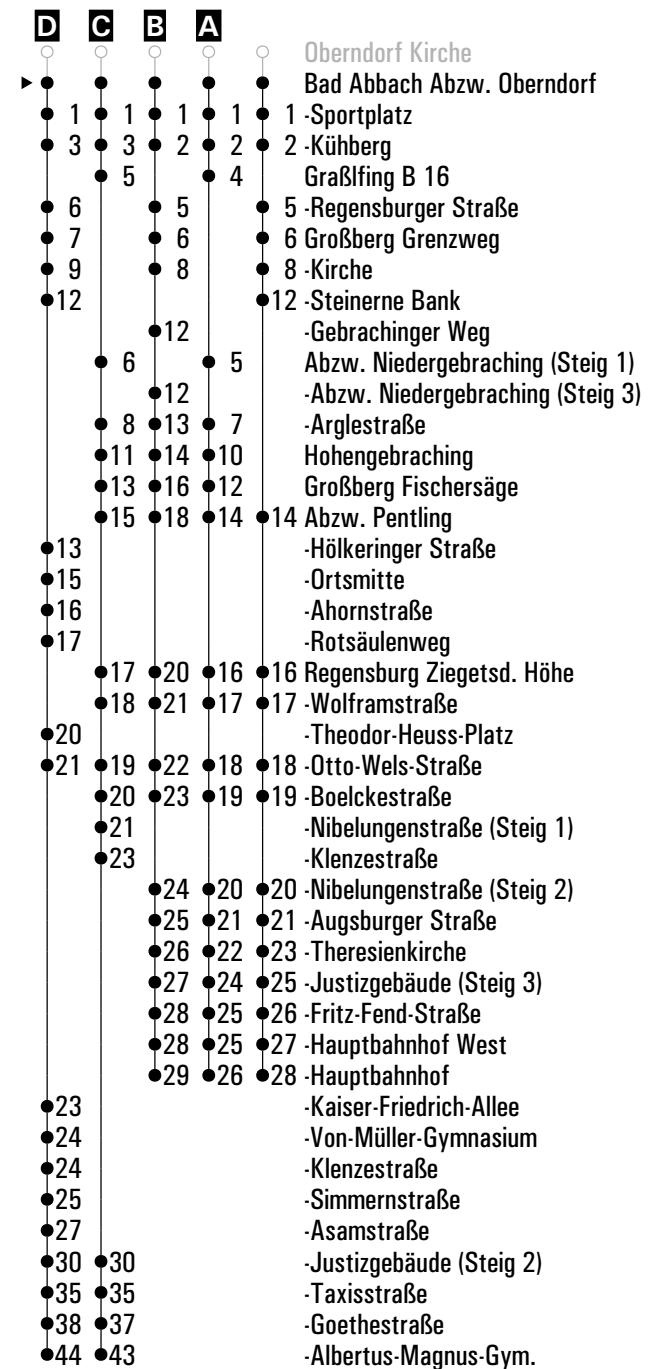 D C B A
Oberndorf Kirche
Bad Abbach Abzw. Oberndorf
1 1 1 1 1 -Sportplatz
3 3 2 2 2 -Kühberg
5 4 Graßlfing B 16
6 5 5 -Regensburger Straße
7 6 6 Großberg Grenzweg
9 8 8 -Kirche
12 12 -Steinerne Bank
12 -Gebrachinger Weg
6 5 Abzw. Niedergebraching (Steig 1)
12 -Abzw. Niedergebraching (Steig 3)
8 13 7 -Arglestraße
11 14 10 Hohengebraching
13 16 12 Großberg Fischersäge
15 18 14 14 Abzw. Pentling
13 -Hölkeringer Straße
15 -Ortsmitte
16 -Ahornstraße
17 -Rotsäulenweg
17 20 16 16 Regensburg Ziegetsd. Höhe
18 21 17 17 -Wolframstraße
20 -Theodor-Heuss-Platz
21 19 22 18 18 -Otto-Wels-Straße
20 23 19 19 -Boelckestraße
21 -Nibelungenstraße (Steig 1)
23 -Klenzestraße
24 20 20 -Nibelungenstraße (Steig 2)
25 21 21 -Augsburger Straße
26 22 23 -Theresienkirche
27 24 25 -Justizgebäude (Steig 3)
28 25 26 -Fritz-Fend-Straße
28 25 27 -Hauptbahnhof West
29 26 28 -Hauptbahnhof
23 -Kaiser-Friedrich-Allee
24 -Von-Müller-Gymnasium
24 -Klenzestraße
25 -Simmernstraße
27 -Asamstraße
30 30 -Justizgebäude (Steig 2)
35 35 -Taxisstraße
38 37 -Goethestraße
44 43 -Albertus-Magnus-Gym.